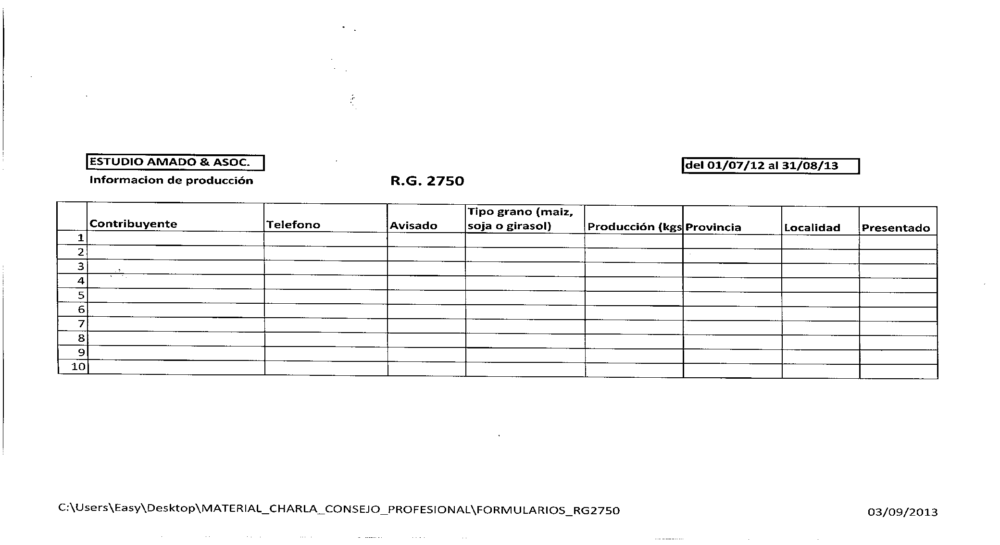 ESTUDIO AMADO & ASOC.
del 01/07/12 al 31/08/13
Informacion de producción
R.G. 2750
Contribuyente Telefono Avisado Tipo grano (maiz, soja o girasol) Producción (kgs Provincia Localidad Presentado
1
2
3
4
5
6
7
8
9
10
C:\Users\Easy\Desktop\MATERIAL_CHARLA_CONSEJO_PROFESIONAL\FORMULARIOS_RG2750
03/09/2013